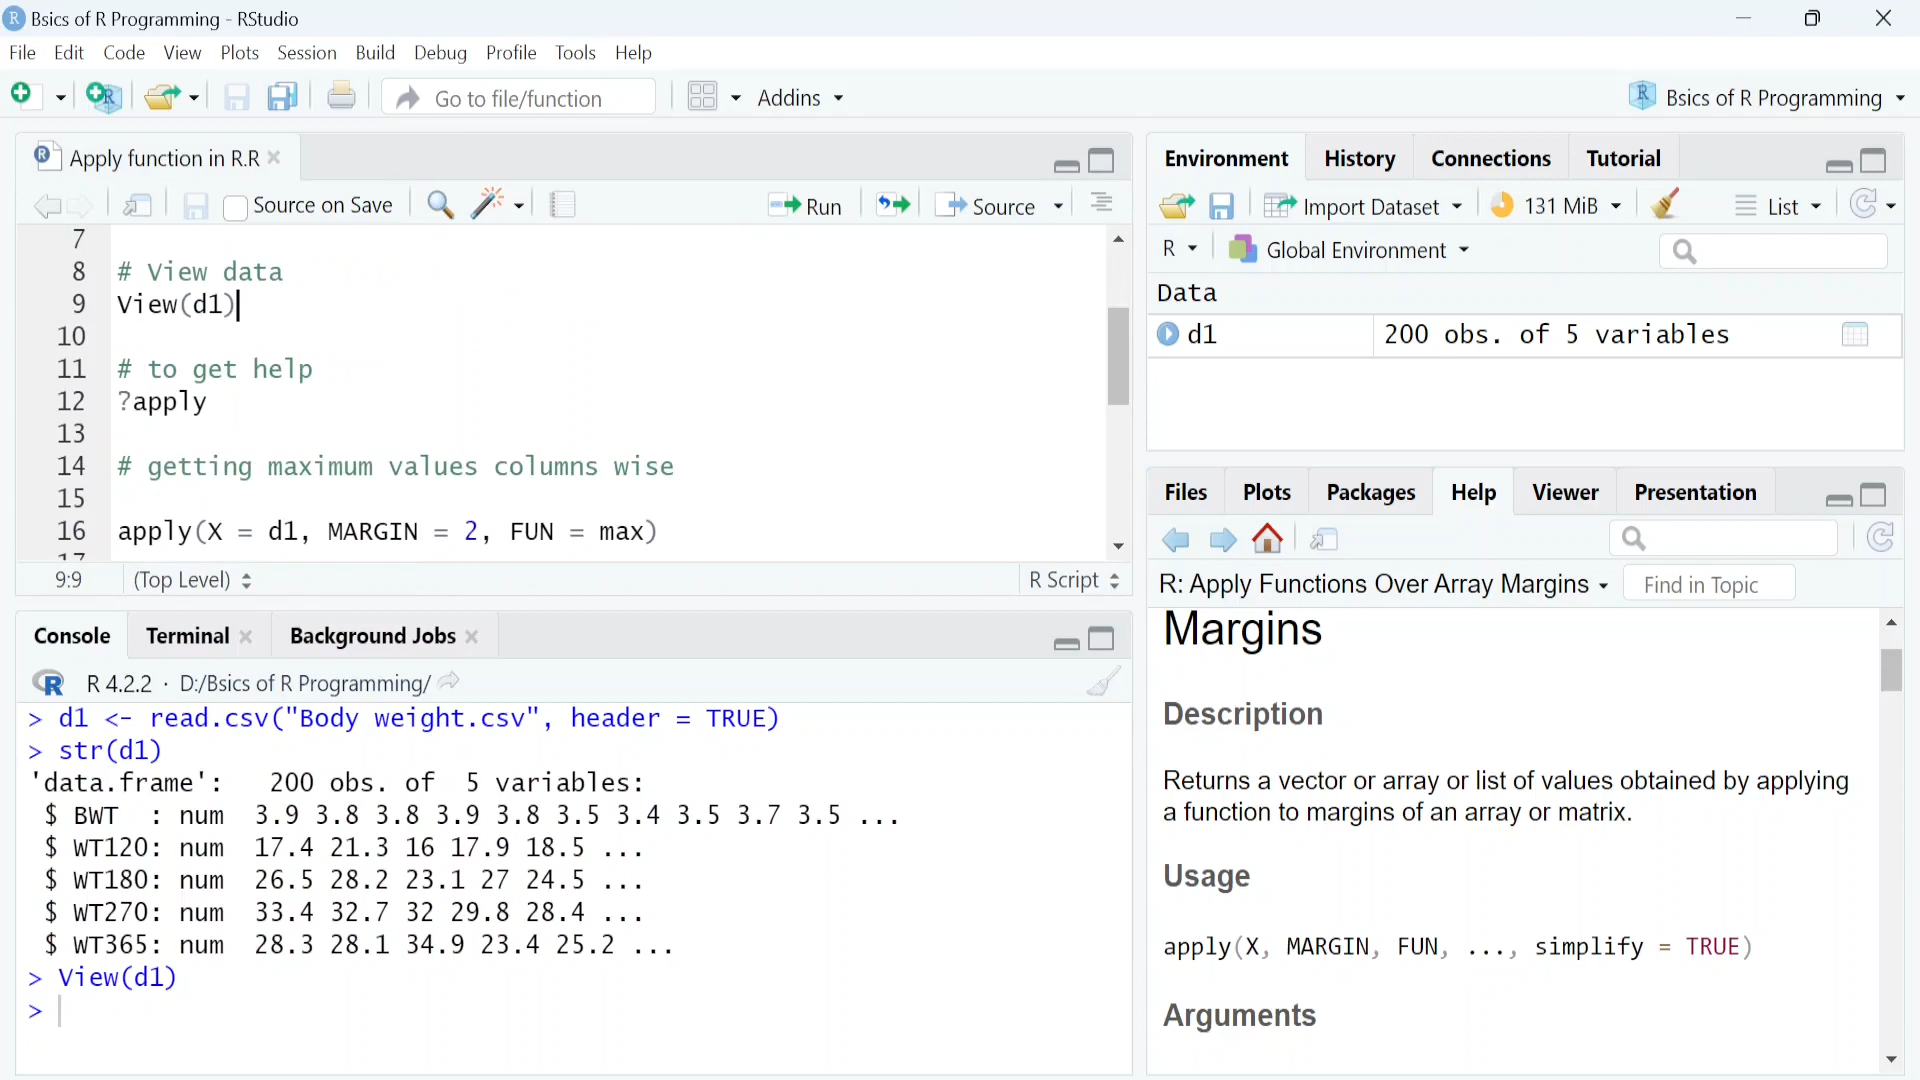 R Bsics of R Programming - RStudio
File Edit Code View Plots Session Build Debug Profile Tools Help
R Go to file/function Addins R Bsics of R Programming
R Apply function in R.R
Source on Save Run Source
7
8 # View data
9 View(d1)
10
11 # to get help
12 ?apply
13
14 # getting maximum values columns wise
15
16 apply(X = d1, MARGIN = 2, FUN = max)
17
9:9 (Top Level) R Script
Console Terminal Background Jobs
R R 4.2.2 · D:/Bsics of R Programming/
> d1 <- read.csv("Body weight.csv", header = TRUE)
> str(d1)
'data.frame': 200 obs. of 5 variables:
$ BWT : num 3.9 3.8 3.8 3.9 3.8 3.5 3.4 3.5 3.7 3.5 ...
$ WT120: num 17.4 21.3 16 17.9 18.5 ...
$ WT180: num 26.5 28.2 23.1 27 24.5 ...
$ WT270: num 33.4 32.7 32 29.8 28.4 ...
$ WT365: num 28.3 28.1 34.9 23.4 25.2 ...
> View(d1)
>
Environment History Connections Tutorial
Import Dataset 131 MiB List
R Global Environment
Data
d1 200 obs. of 5 variables
Files Plots Packages Help Viewer Presentation
R: Apply Functions Over Array Margins Find in Topic
Margins
Description
Returns a vector or array or list of values obtained by applying
a function to margins of an array or matrix.
Usage
apply(X, MARGIN, FUN, ..., simplify = TRUE)
Arguments